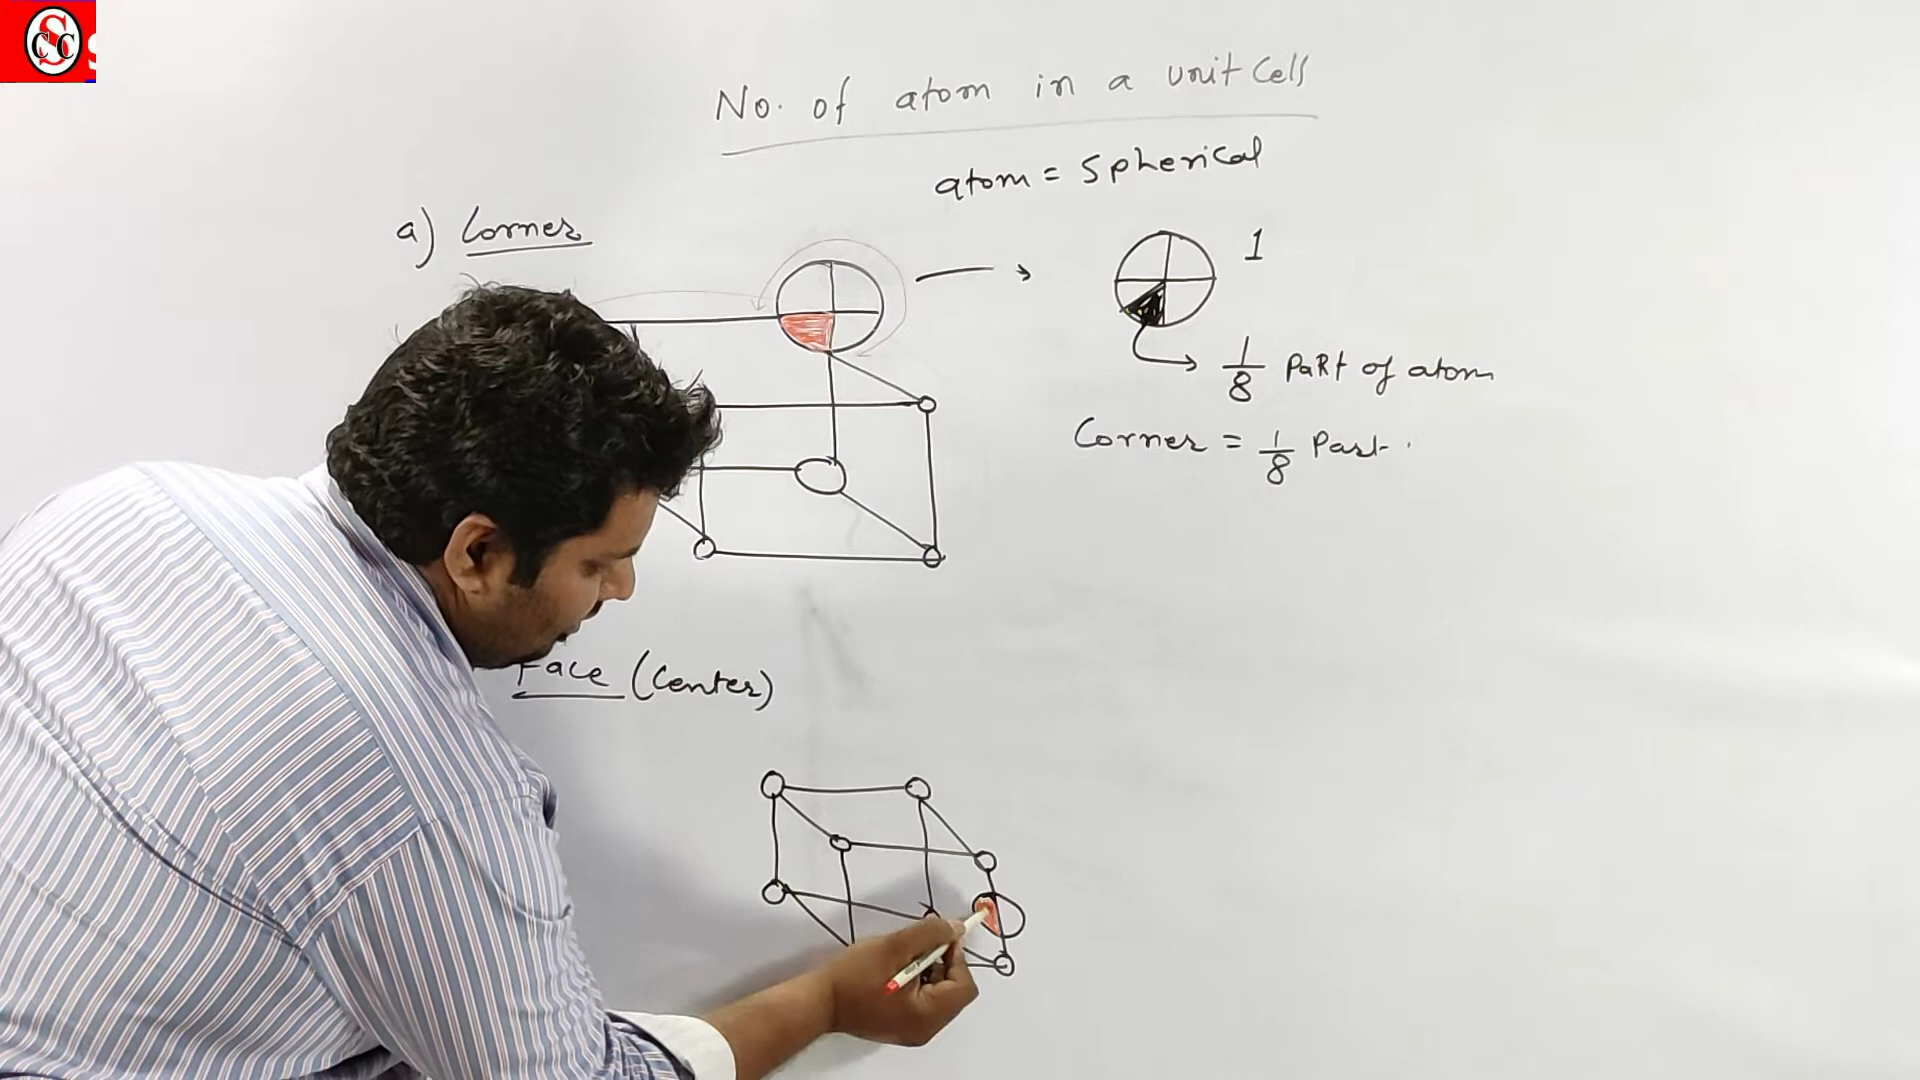 SCC
No. of atom in a unit Cell
atom = Spherical
a) Corner
1
1/8 PaRt of atom
Corner = 1/8 Part.
Face (Center)